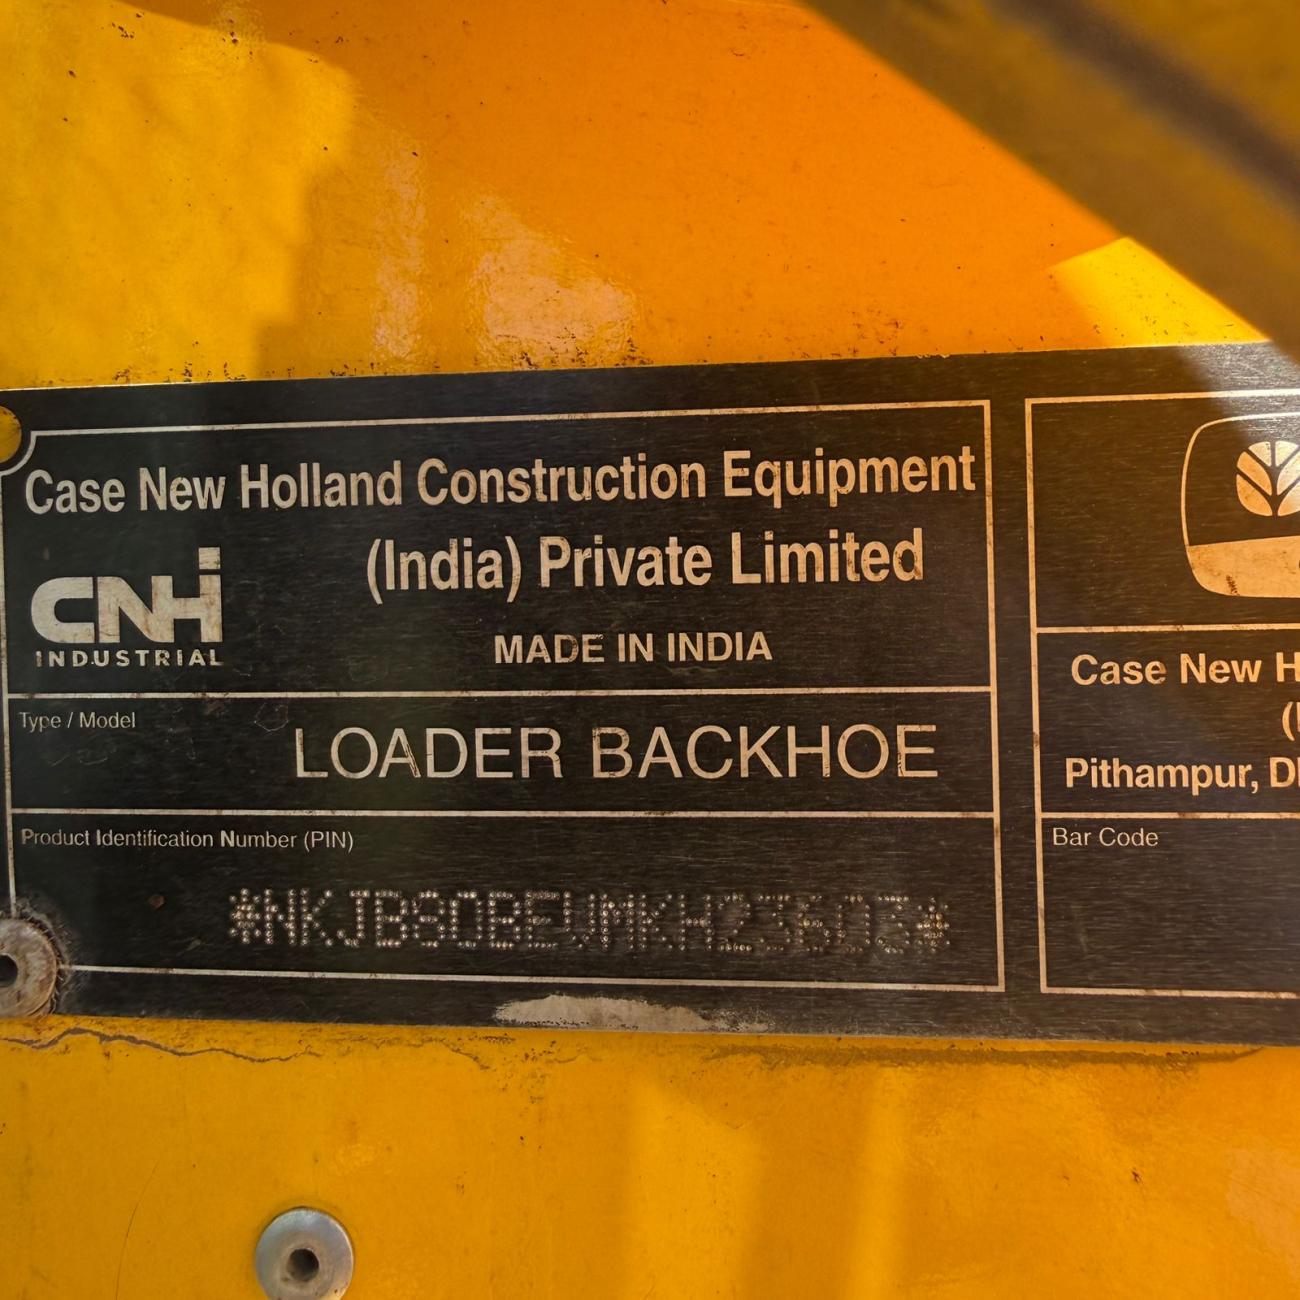 Case New Holland Construction Equipment
(India) Private Limited
MADE IN INDIA
CNH
INDUSTRIAL
Type / Model
LOADER BACKHOE
Product Identification Number (PIN)
*NKJB80BEVMKH23603*
Case New H
Pithampur, D
Bar Code